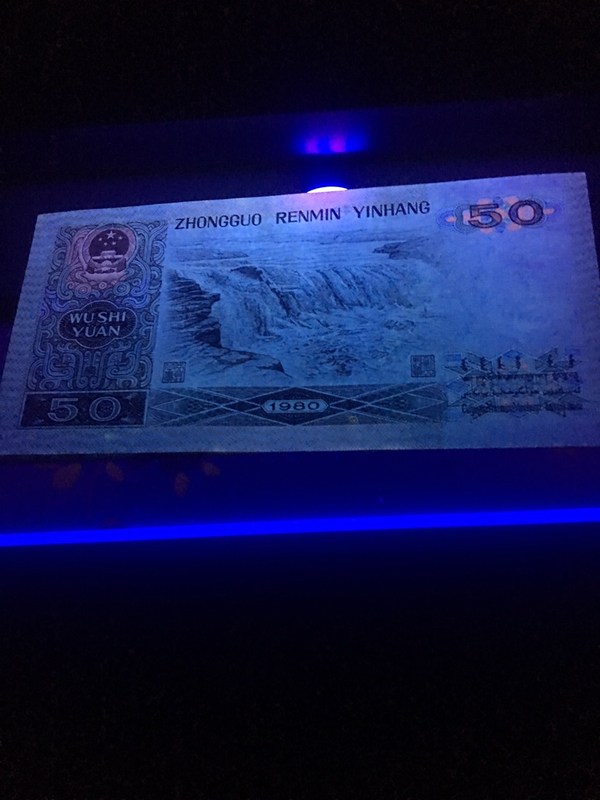 ZHONGGUO RENMIN YINHANG
50
WU SHI
YUAN
50
1980